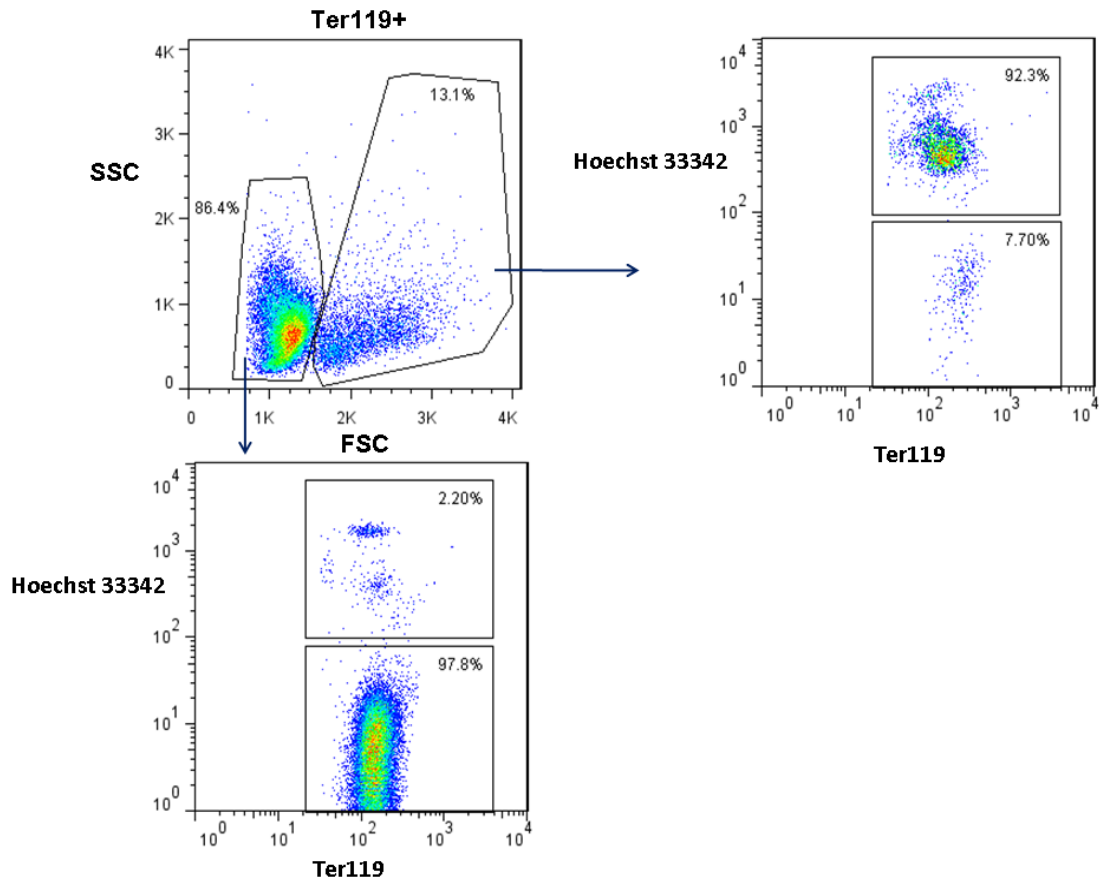 Ter119+
4K
3K
2K
1K
0
SSC
13.1%
86.4%
0 1K 2K 3K 4K
FSC
10^4
10^3
10^2
10^1
10^0
Hoechst 33342
92.3%
7.70%
10^0 10^1 10^2 10^3 10^4
Ter119
10^4
10^3
10^2
10^1
10^0
Hoechst 33342
2.20%
97.8%
10^0 10^1 10^2 10^3 10^4
Ter119